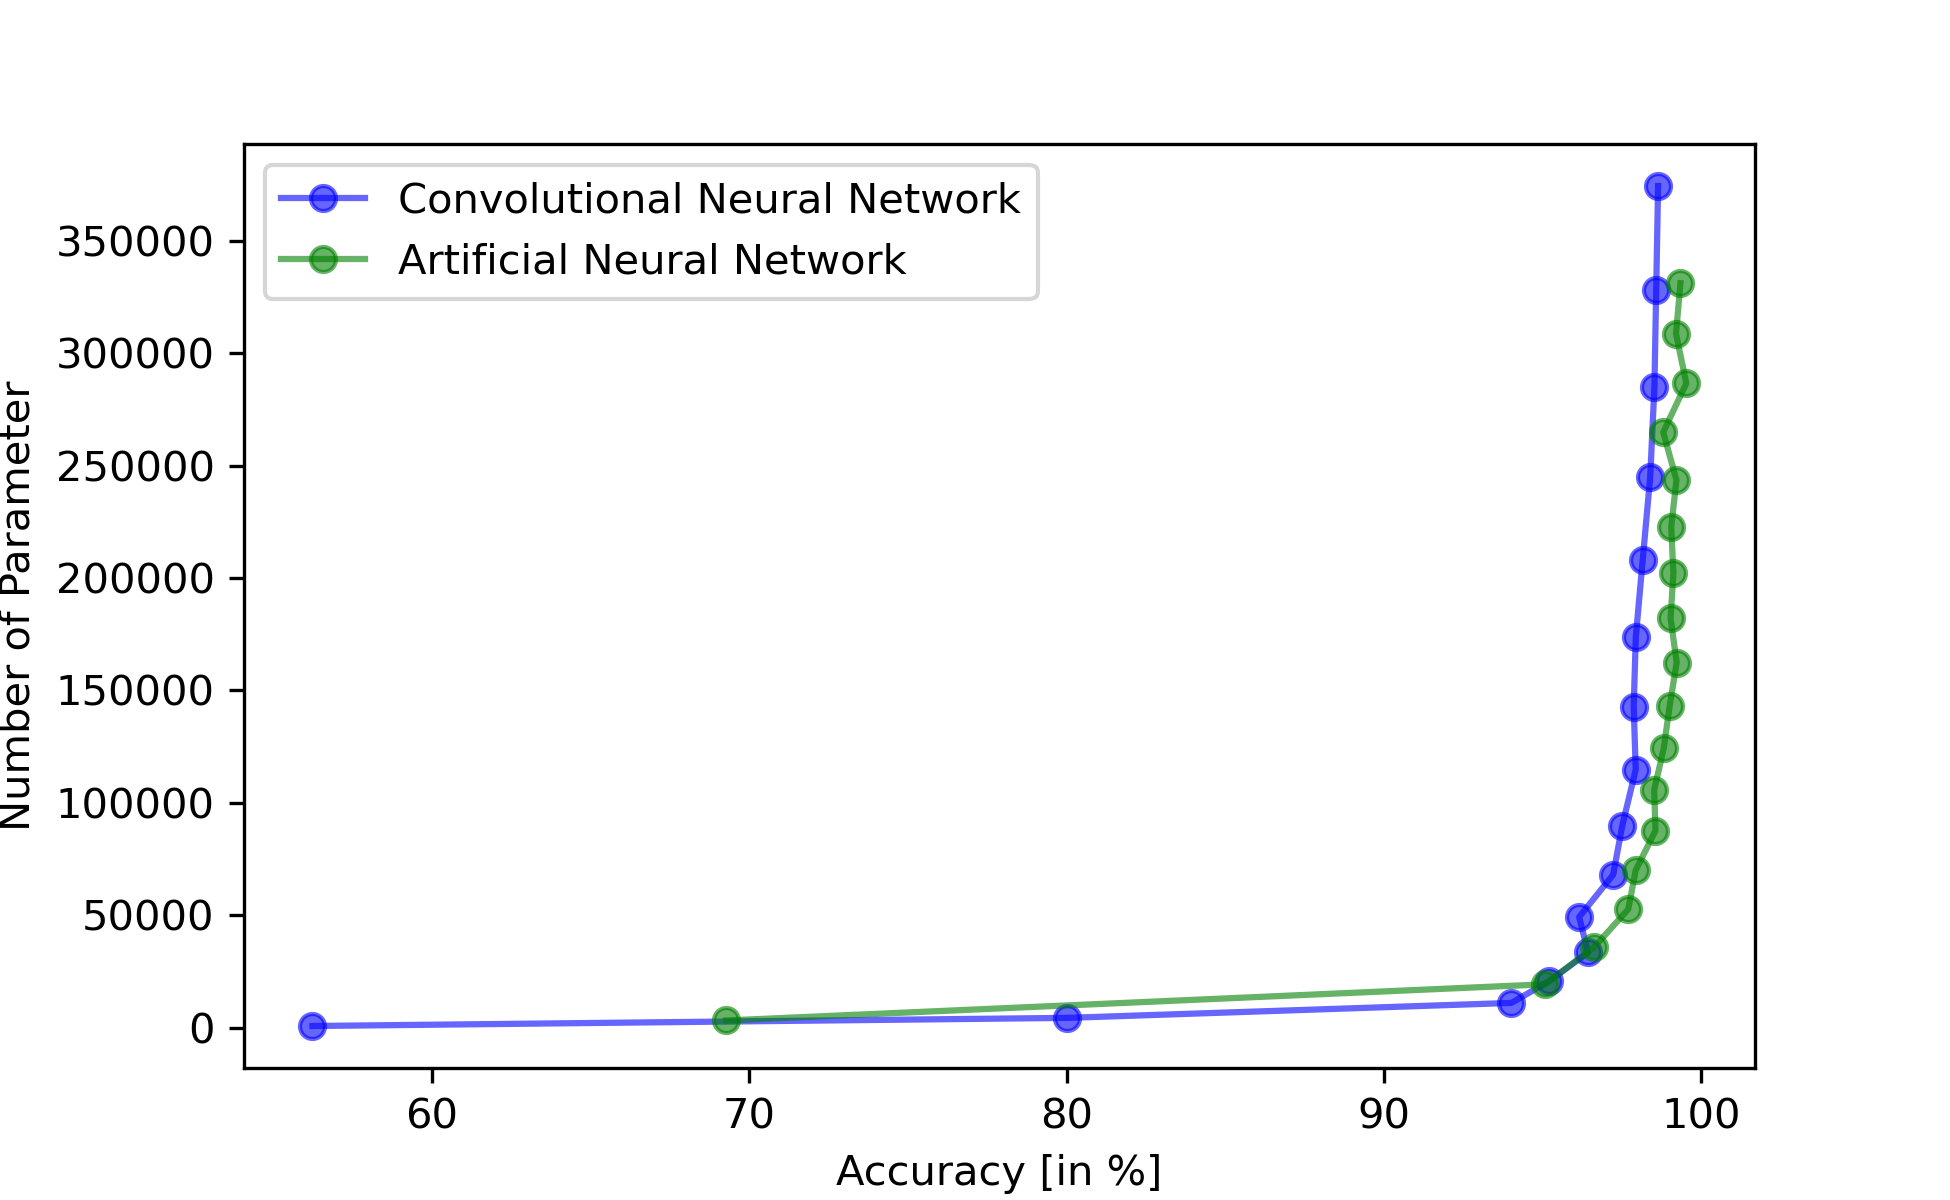 Convolutional Neural Network
Artificial Neural Network
350000
300000
250000
200000
150000
100000
50000
0
Number of Parameter
60 70 80 90 100
Accuracy [in %]